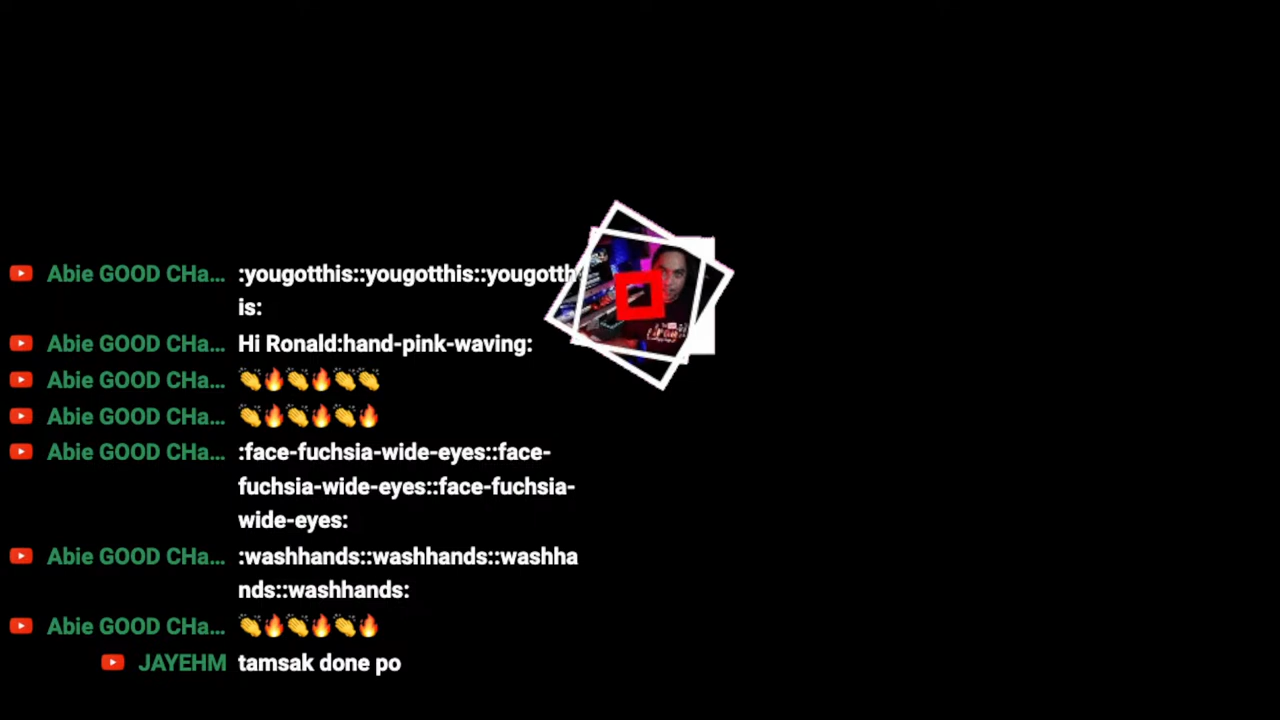 Abie GOOD CHa... :yougotthis::yougotthis::yougotth
is:
Abie GOOD CHa... Hi Ronald:hand-pink-waving:
Abie GOOD CHa... 👏🔥👏🔥👏👏
Abie GOOD CHa... 👏🔥👏🔥👏🔥
Abie GOOD CHa... :face-fuchsia-wide-eyes::face-
fuchsia-wide-eyes::face-fuchsia-
wide-eyes:
Abie GOOD CHa... :washhands::washhands::washha
nds::washhands:
Abie GOOD CHa... 👏🔥👏🔥👏🔥
JAYEHM tamsak done po